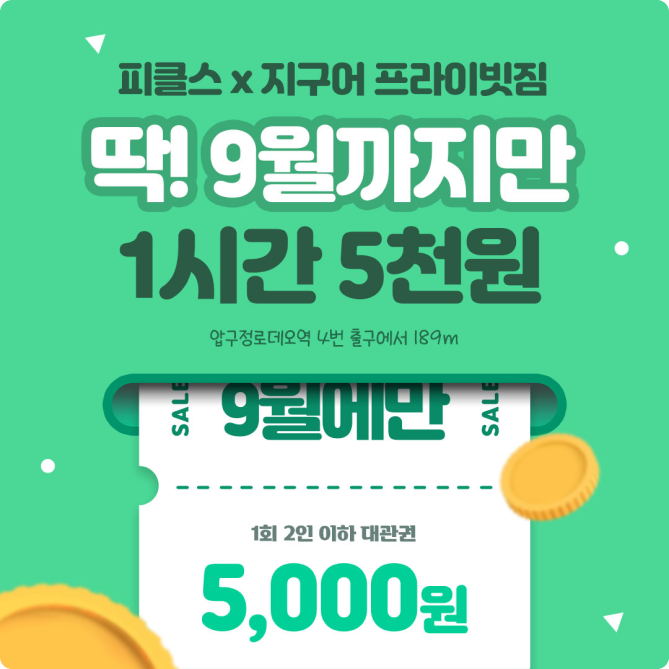 피클스 x 지구어 프라이빗짐
딱! 9월까지만
1시간 5천원
압구정로데오역 4번 출구에서 189m
SALE 9월에만 SALE
1회 2인 이하 대관권
5,000원